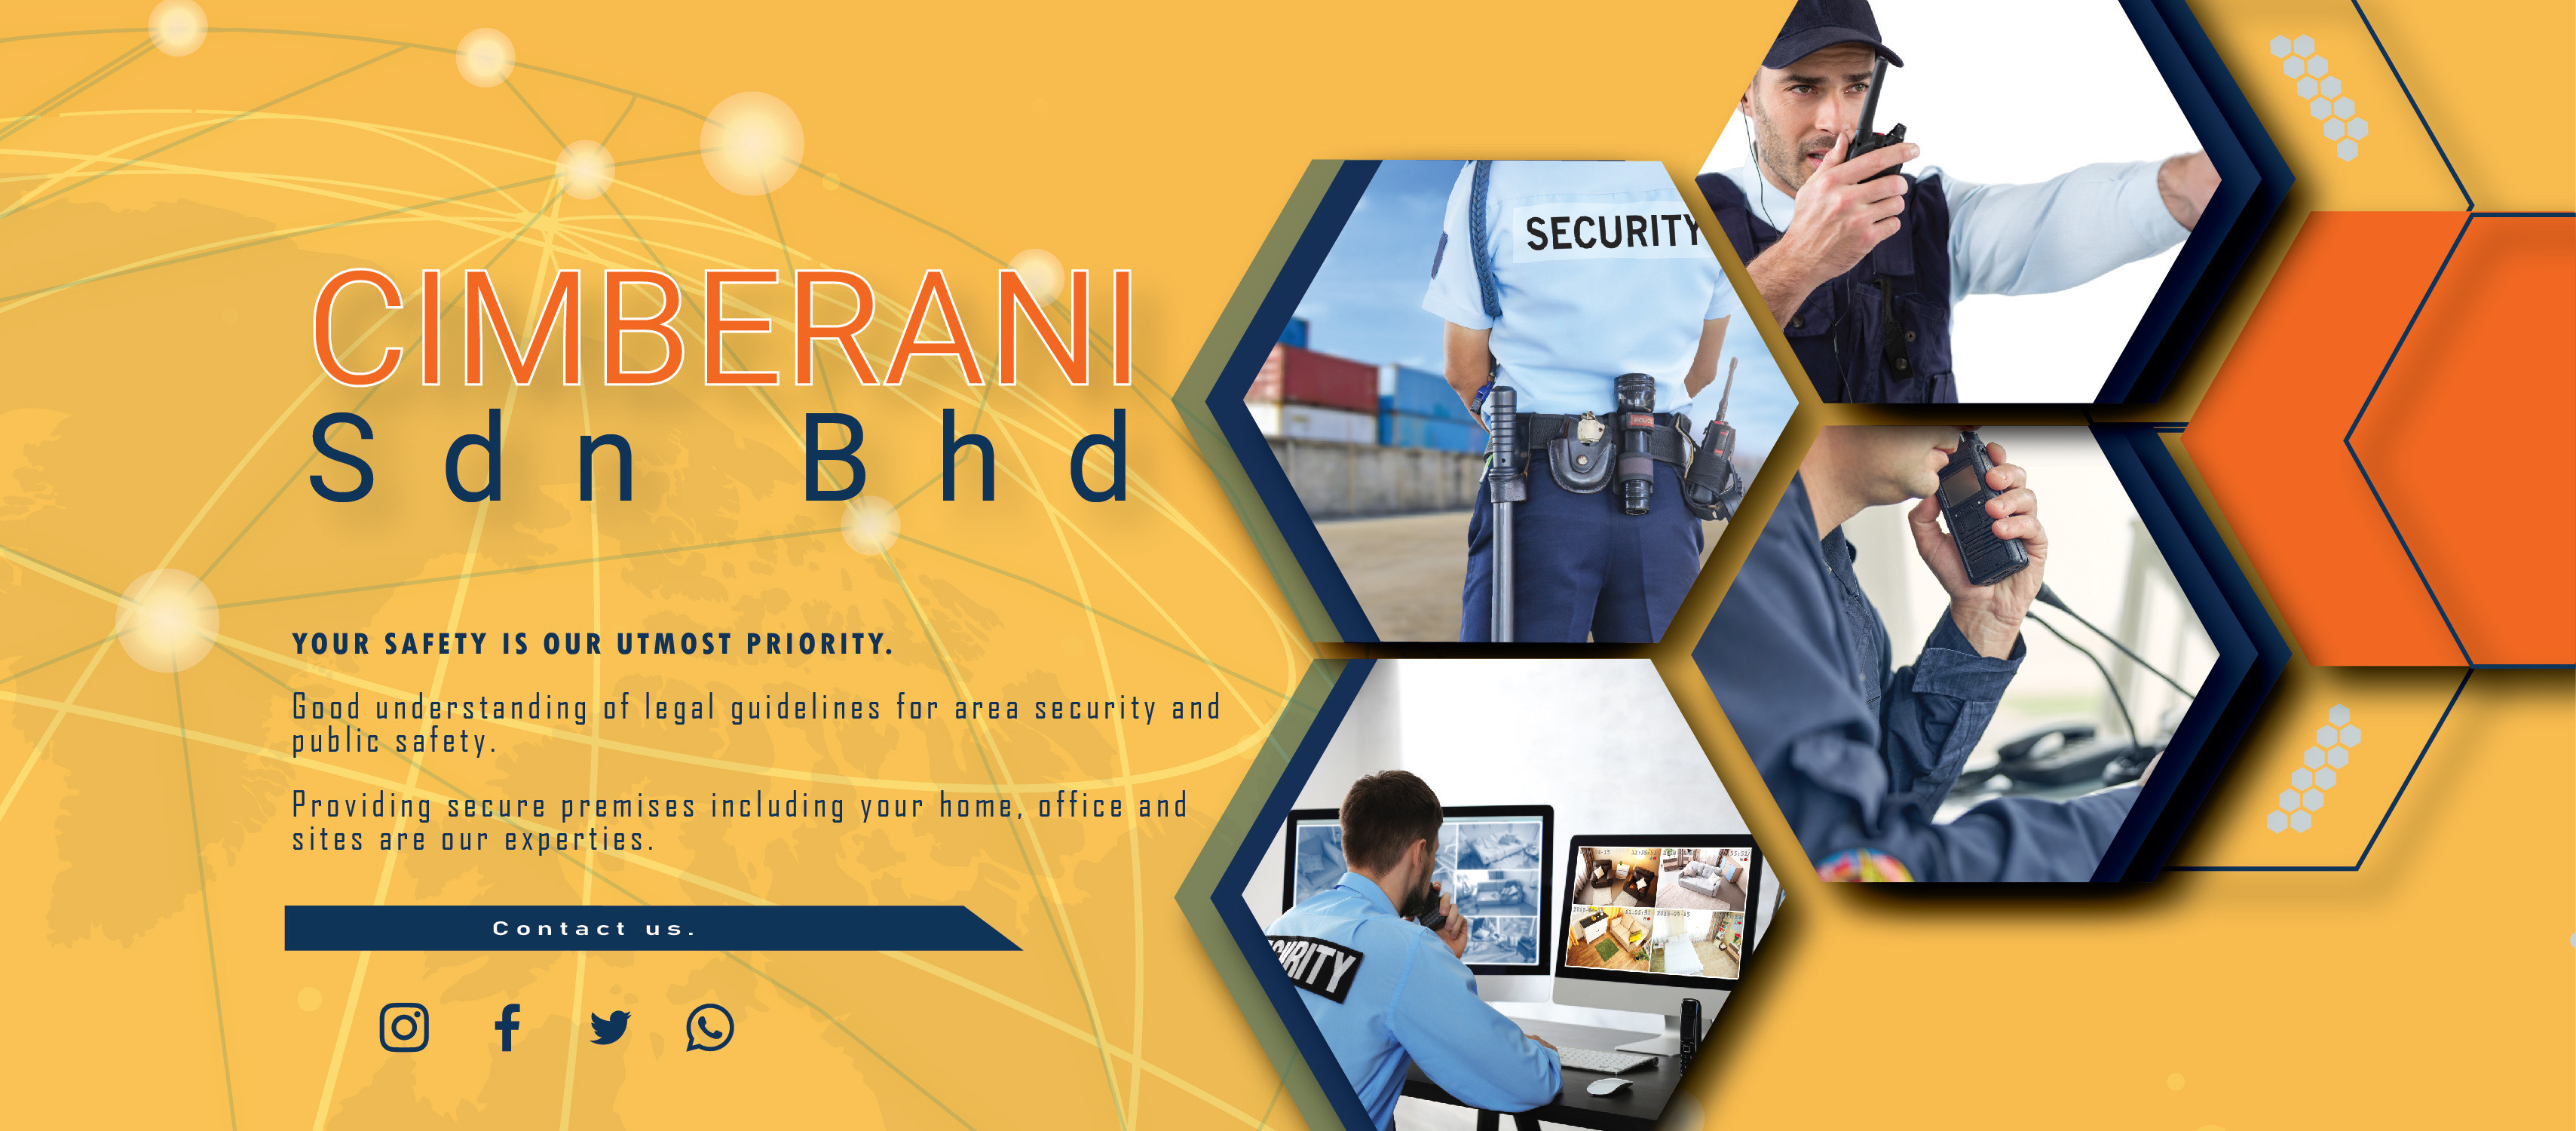 CIMBERANI
Sdn Bhd
YOUR SAFETY IS OUR UTMOST PRIORITY.
Good understanding of legal guidelines for area security and
public safety.
Providing secure premises including your home, office and
sites are our experties.
Contact us.
SECURITY
POLICE